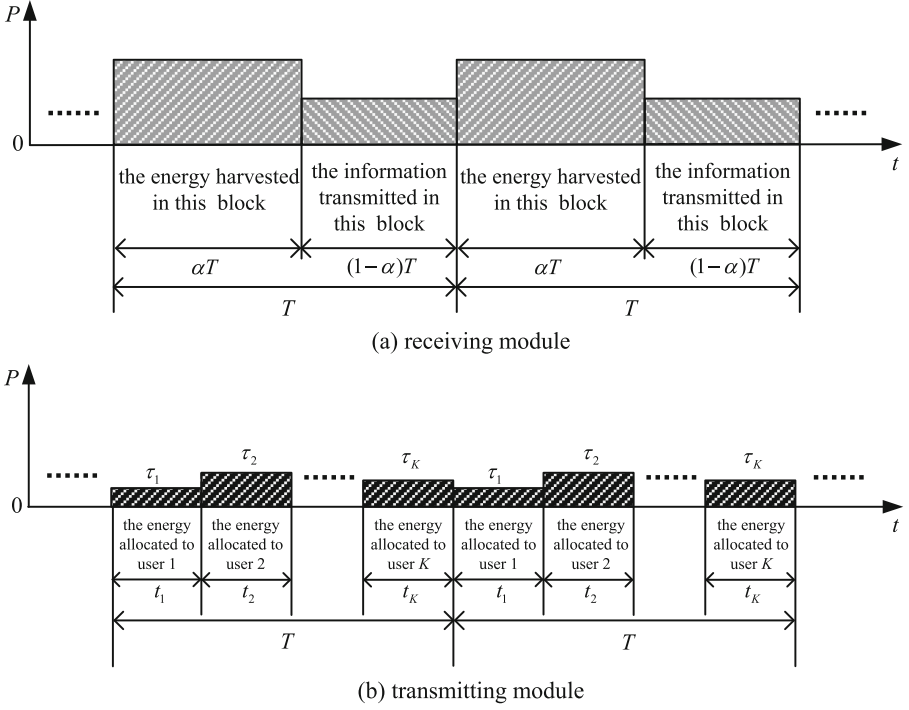 P
0
t
the energy harvested
in this block
the information
transmitted in
this block
the energy harvested
in this block
the information
transmitted in
this block
αT
(1−α)T
αT
(1−α)T
T
T
(a) receiving module
P
τ1
τ2
τK
τ1
τ2
τK
0
t
the energy
allocated to
user 1
the energy
allocated to
user 2
the energy
allocated to
user K
the energy
allocated to
user 1
the energy
allocated to
user 2
the energy
allocated to
user K
t1
t2
tK
t1
t2
tK
T
T
(b) transmitting module